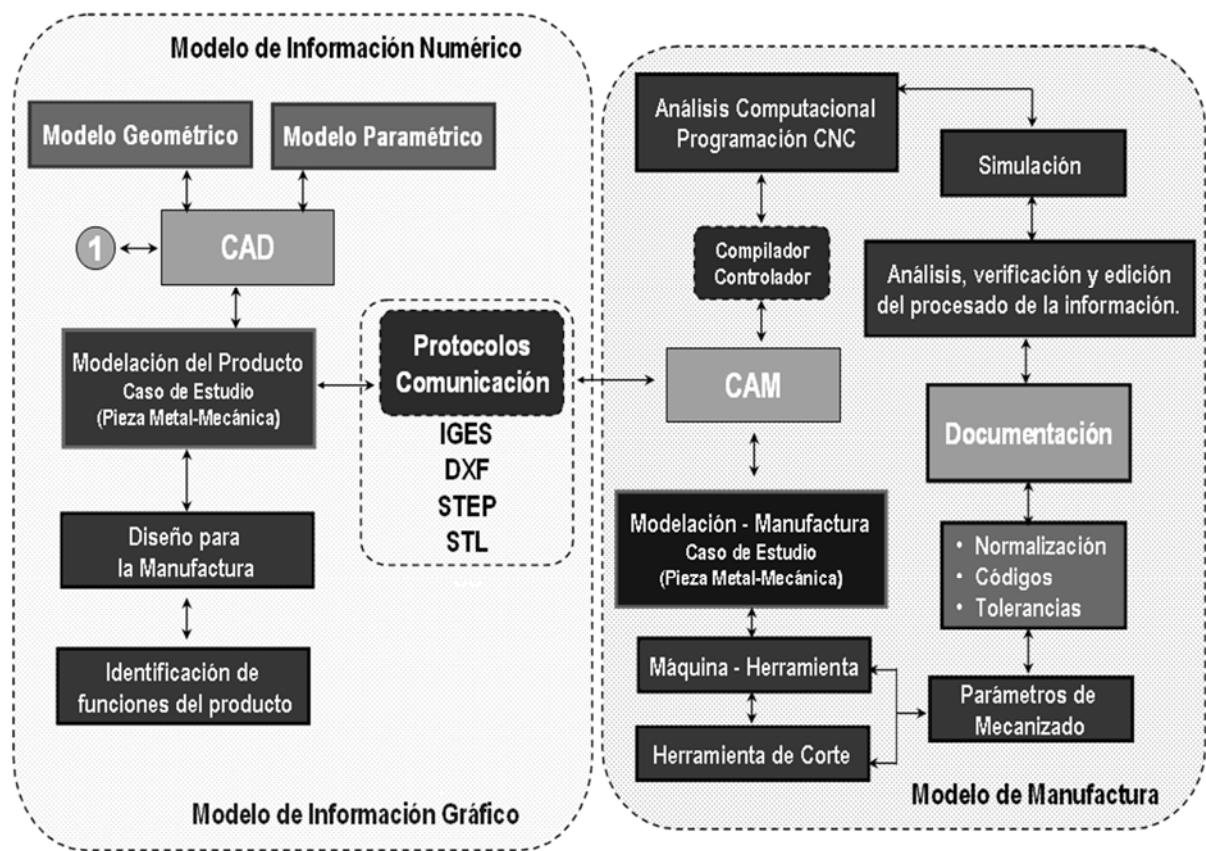 Modelo de Información Numérico
Modelo Geométrico
Modelo Paramétrico
1
CAD
Modelación del Producto
Caso de Estudio
(Pieza Metal-Mecánica)
Diseño para
la Manufactura
Identificación de
funciones del producto
Modelo de Información Gráfico
Protocolos
Comunicación
IGES
DXF
STEP
STL
Análisis Computacional
Programación CNC
Compilador
Controlador
CAM
Modelación - Manufactura
Caso de Estudio
(Pieza Metal-Mecánica)
Máquina - Herramienta
Herramienta de Corte
Simulación
Análisis, verificación y edición
del procesado de la información.
Documentación
• Normalización
• Códigos
• Tolerancias
Parámetros de
Mecanizado
Modelo de Manufactura